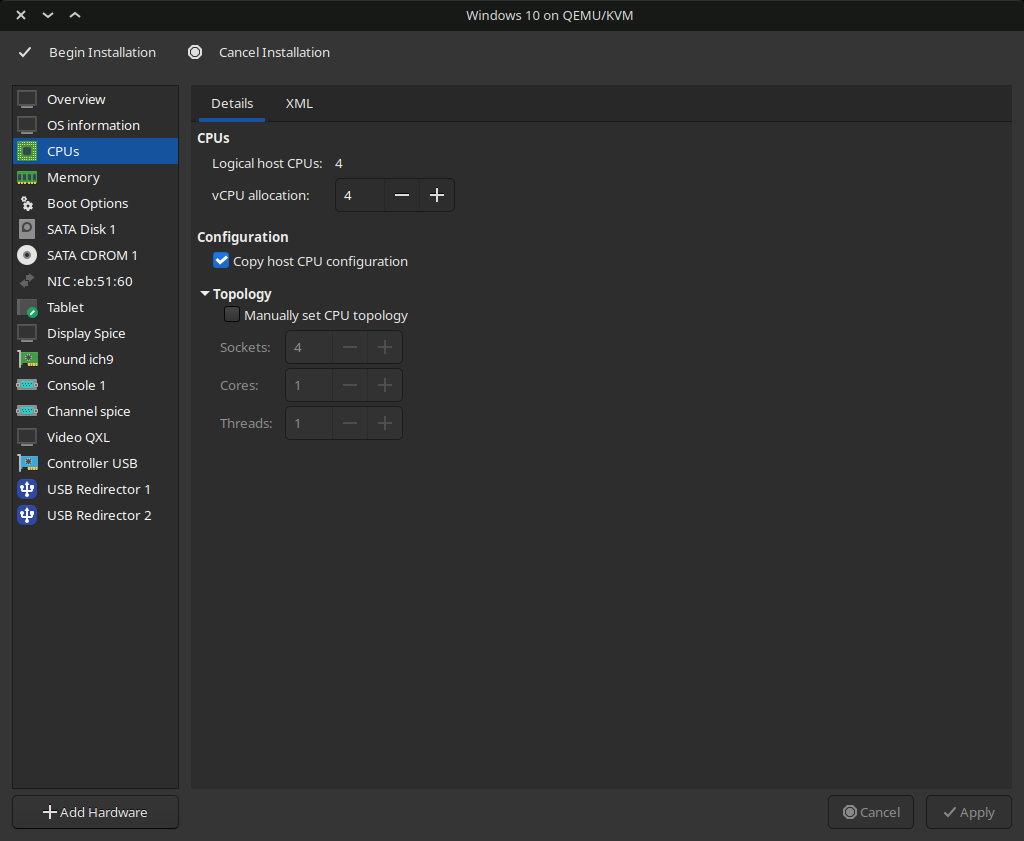 Windows 10 on QEMU/KVM
Begin Installation
Cancel Installation
Overview
OS information
CPUs
Memory
Boot Options
SATA Disk 1
SATA CDROM 1
NIC :eb:51:60
Tablet
Display Spice
Sound ich9
Console 1
Channel spice
Video QXL
Controller USB
USB Redirector 1
USB Redirector 2
Add Hardware
Details XML
CPUs
Logical host CPUs: 4
vCPU allocation: 4
Configuration
Copy host CPU configuration
Topology
Manually set CPU topology
Sockets: 4
Cores: 1
Threads: 1
Cancel
Apply